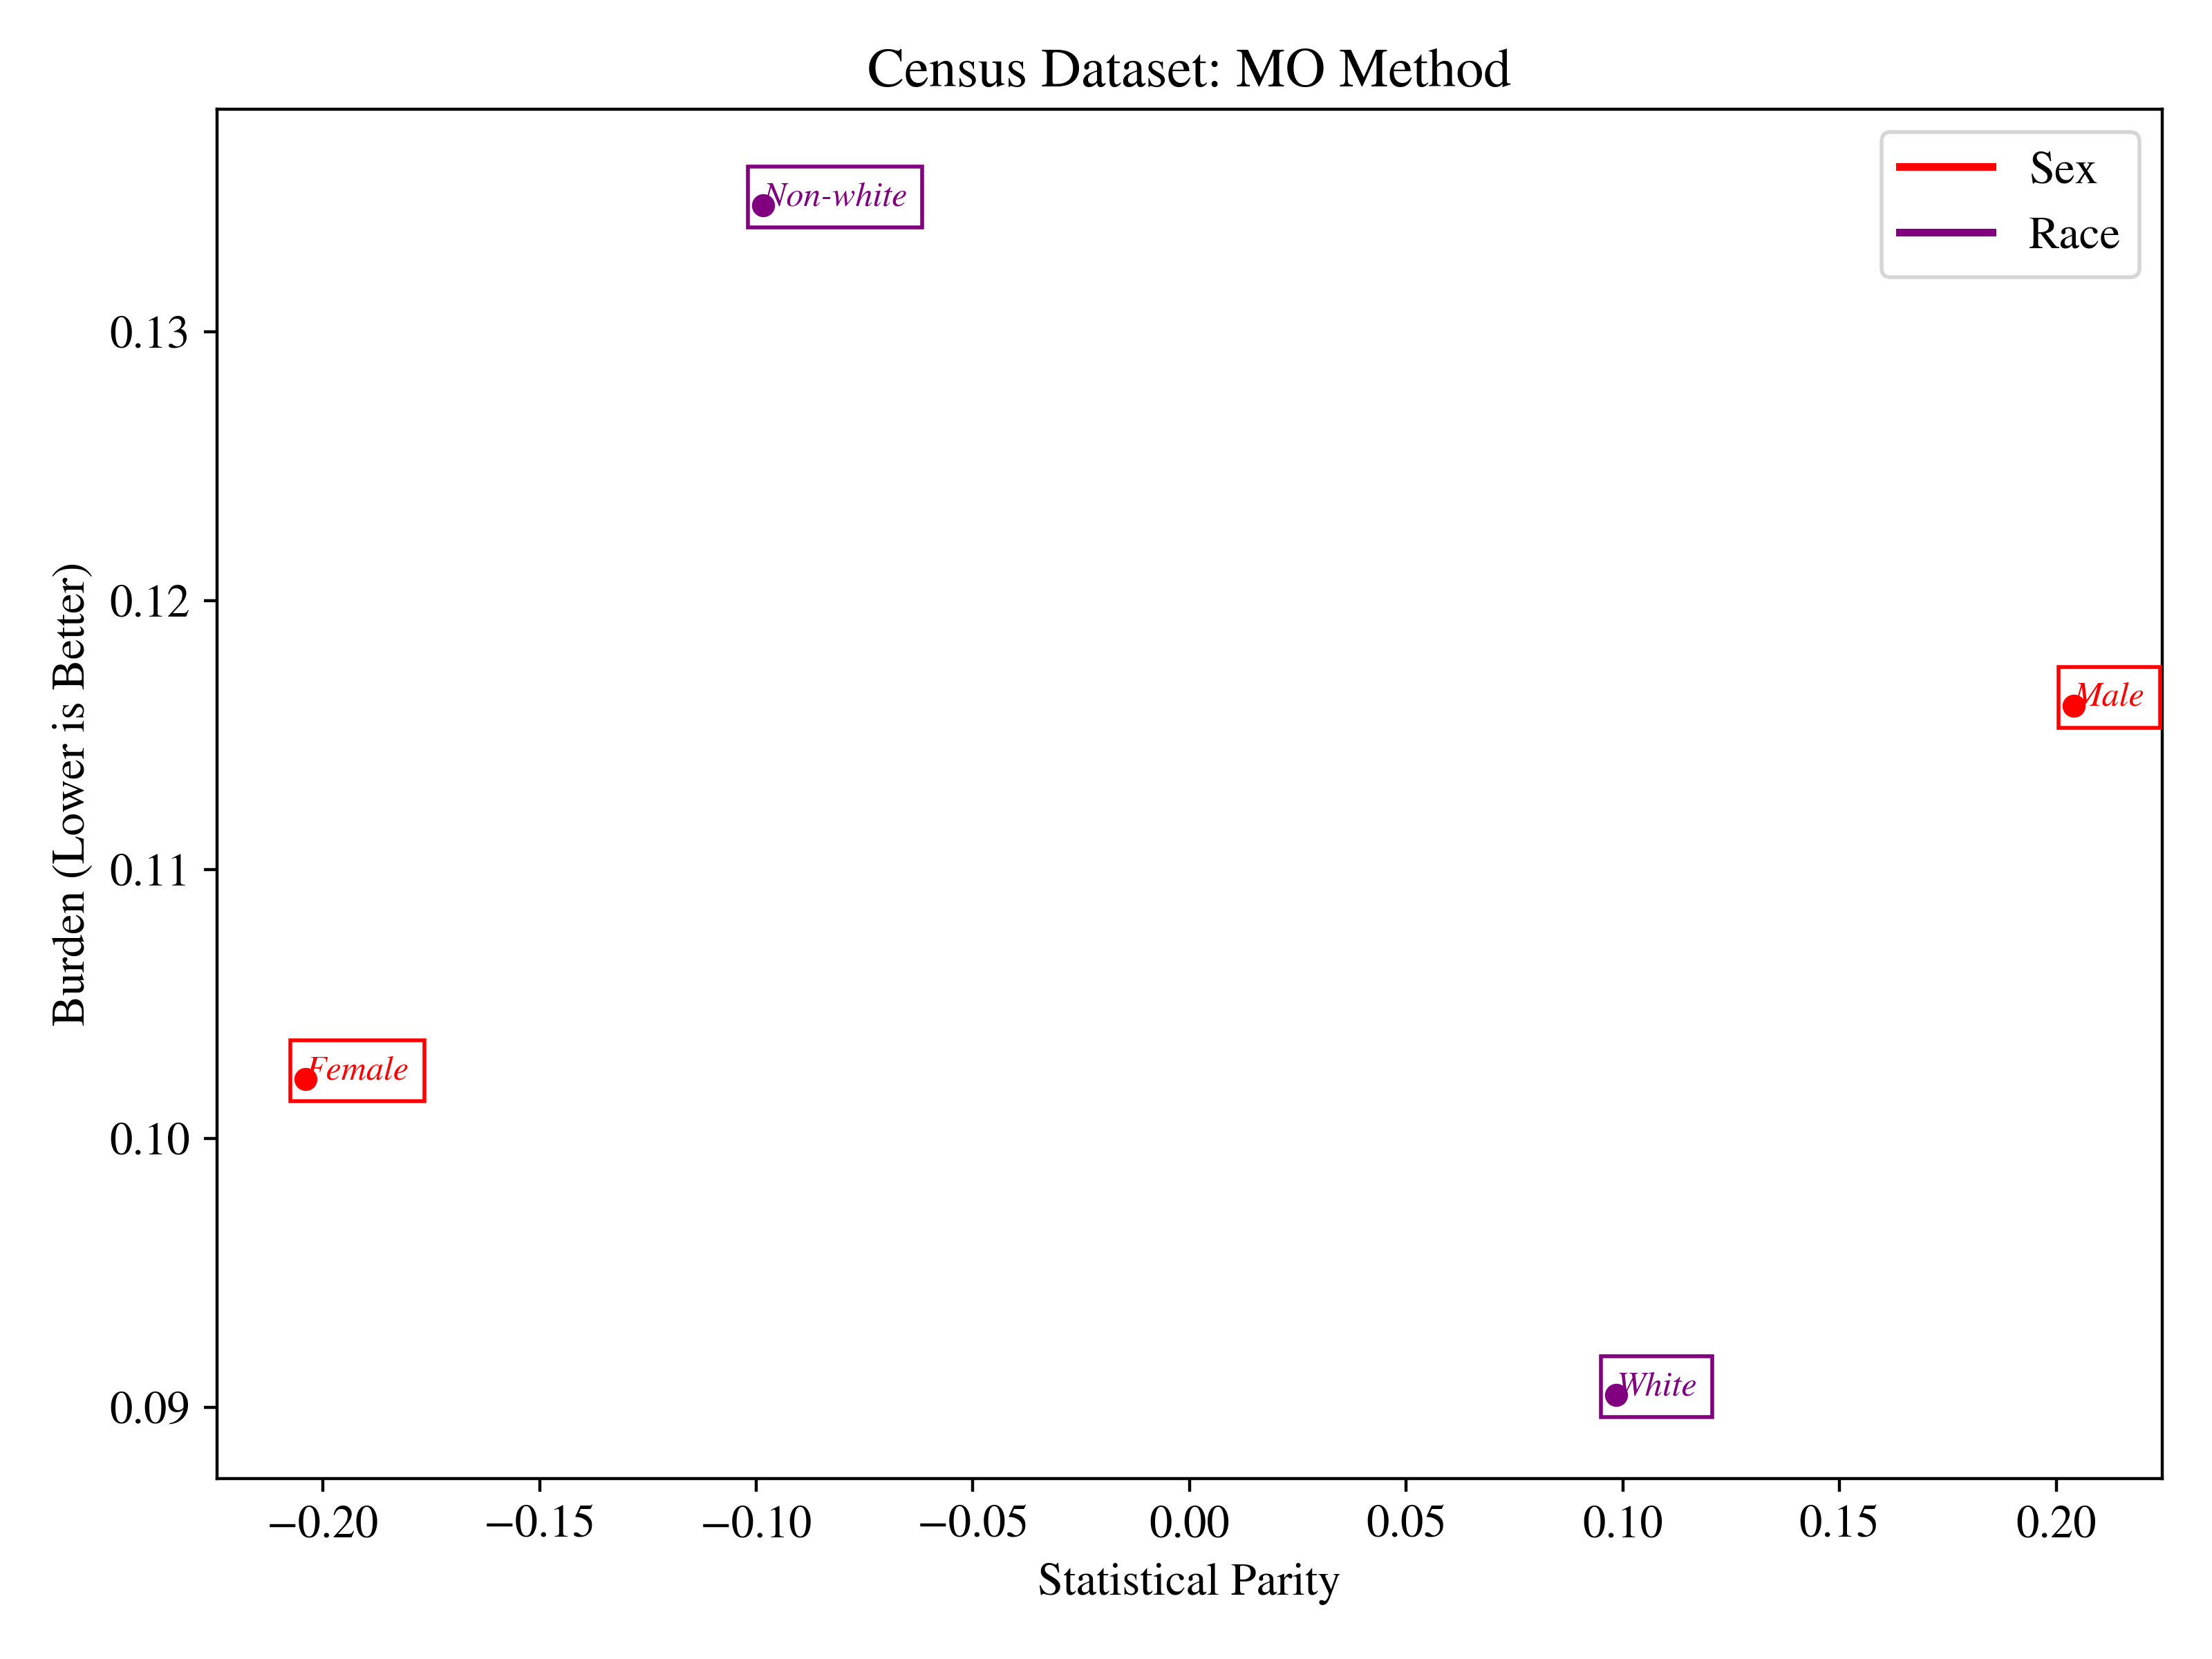 Census Dataset: MO Method
Sex
Race
Non-white
Male
Female
White
Burden (Lower is Better)
0.13
0.12
0.11
0.10
0.09
−0.20
−0.15
−0.10
−0.05
0.00
0.05
0.10
0.15
0.20
Statistical Parity